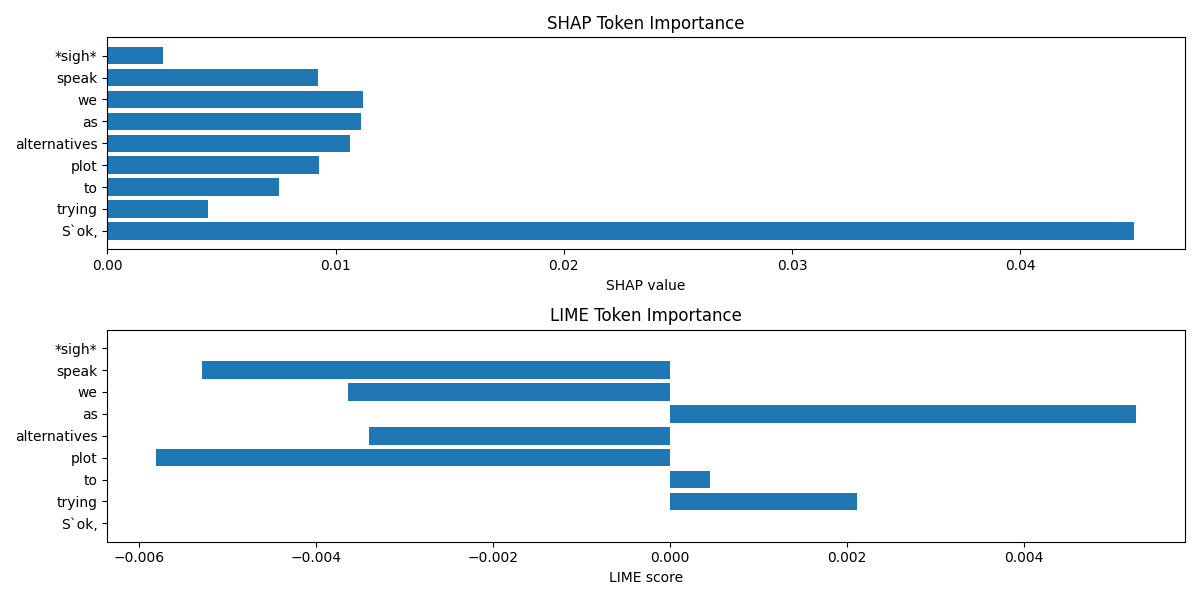 SHAP Token Importance
*sigh*
speak
we
as
alternatives
plot
to
trying
S`ok,
0.00 0.01 0.02 0.03 0.04
SHAP value
LIME Token Importance
*sigh*
speak
we
as
alternatives
plot
to
trying
S`ok,
−0.006 −0.004 −0.002 0.000 0.002 0.004
LIME score